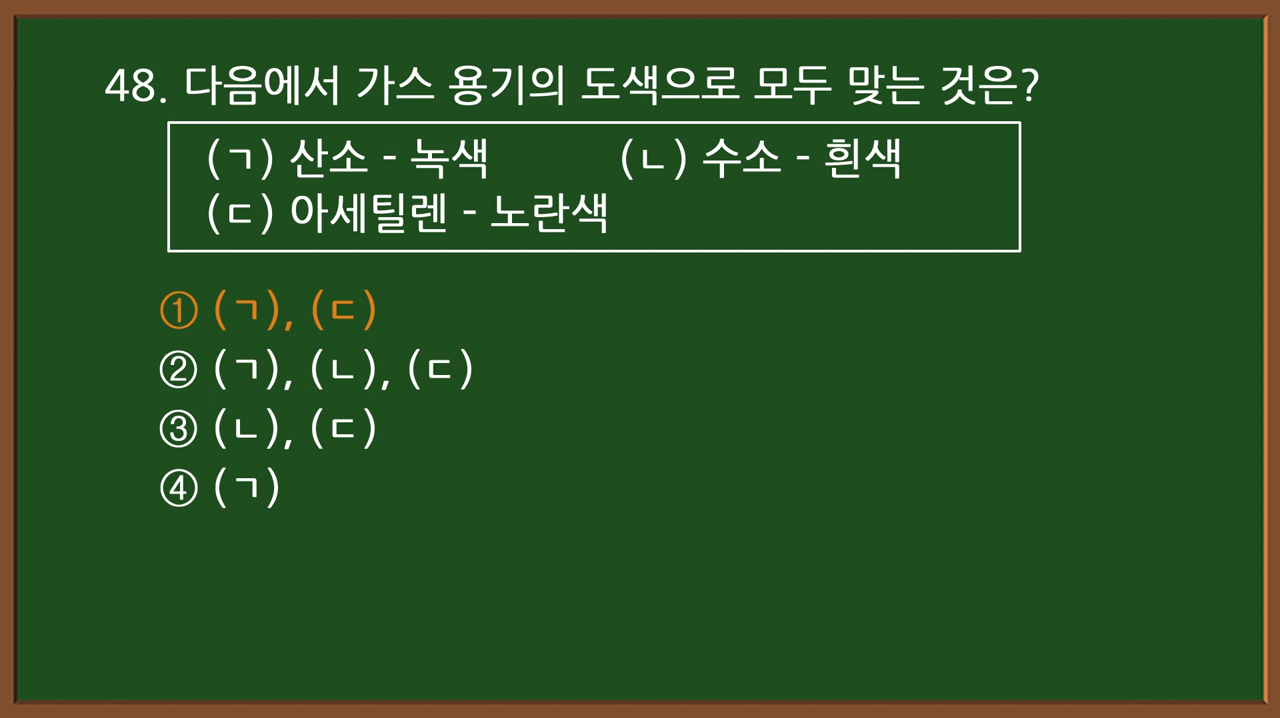 48. 다음에서 가스 용기의 도색으로 모두 맞는 것은?
(ㄱ) 산소 - 녹색 (ㄴ) 수소 - 흰색
(ㄷ) 아세틸렌 - 노란색
① (ㄱ), (ㄷ)
② (ㄱ), (ㄴ), (ㄷ)
③ (ㄴ), (ㄷ)
④ (ㄱ)